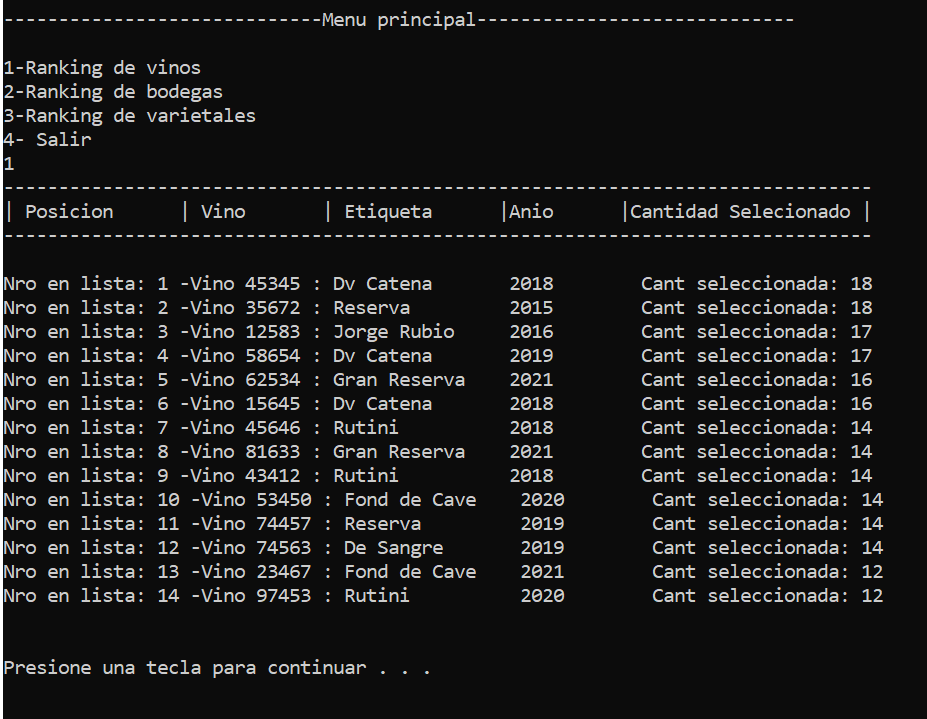 -----------------------------Menu principal-----------------------------
1-Ranking de vinos
2-Ranking de bodegas
3-Ranking de varietales
4- Salir
1
-------------------------------------------------------------------------------
| Posicion      | Vino       | Etiqueta      |Anio      |Cantidad Selecionado |
-------------------------------------------------------------------------------
Nro en lista: 1 -Vino 45345 : Dv Catena       2018        Cant seleccionada: 18
Nro en lista: 2 -Vino 35672 : Reserva         2015        Cant seleccionada: 18
Nro en lista: 3 -Vino 12583 : Jorge Rubio     2016        Cant seleccionada: 17
Nro en lista: 4 -Vino 58654 : Dv Catena       2019        Cant seleccionada: 17
Nro en lista: 5 -Vino 62534 : Gran Reserva    2021        Cant seleccionada: 16
Nro en lista: 6 -Vino 15645 : Dv Catena       2018        Cant seleccionada: 16
Nro en lista: 7 -Vino 45646 : Rutini          2018        Cant seleccionada: 14
Nro en lista: 8 -Vino 81633 : Gran Reserva    2021        Cant seleccionada: 14
Nro en lista: 9 -Vino 43412 : Rutini          2018        Cant seleccionada: 14
Nro en lista: 10 -Vino 53450 : Fond de Cave    2020        Cant seleccionada: 14
Nro en lista: 11 -Vino 74457 : Reserva         2019        Cant seleccionada: 14
Nro en lista: 12 -Vino 74563 : De Sangre       2019        Cant seleccionada: 14
Nro en lista: 13 -Vino 23467 : Fond de Cave    2021        Cant seleccionada: 12
Nro en lista: 14 -Vino 97453 : Rutini          2020        Cant seleccionada: 12
Presione una tecla para continuar . . .